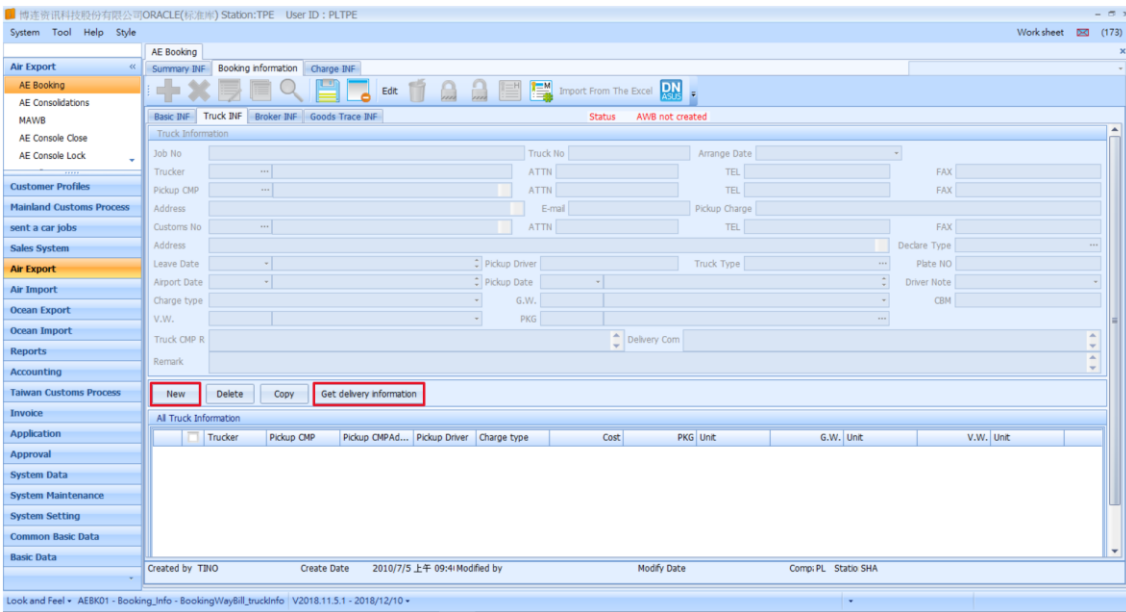 博连资讯科技股份有限公司ORACLE(标准库) Station:TPE User ID : PLTPE
System Tool Help Style Work sheet (173)
AE Booking
Air Export Summary INF Booking information Charge INF
AE Booking
AE Consolidations
MAWB
AE Console Close
AE Console Lock
Edit Import From The Excel DN ASUS
Basic INF Truck INF Broker INF Goods Trace INF Status AWB not created
Truck Information
Job No Truck No Arrange Date
Trucker ATTN TEL FAX
Pickup CMP ATTN TEL FAX
Address E-mail Pickup Charge
Customs No ATTN TEL FAX
Address Declare Type
Leave Date Pickup Driver Truck Type Plate NO
Airport Date Pickup Date Driver Note
Charge type G.W. CBM
V.W. PKG
Truck CMP R Delivery Com
Remark
Customer Profiles
Mainland Customs Process
sent a car jobs
Sales System
Air Export
Air Import
Ocean Export
Ocean Import
Reports
Accounting
Taiwan Customs Process
Invoice
Application
Approval
System Data
System Maintenance
System Setting
Common Basic Data
Basic Data
New Delete Copy Get delivery information
All Truck Information
Trucker Pickup CMP Pickup CMPAd... Pickup Driver Charge type Cost PKG Unit G.W. Unit V.W. Unit
Created by TINO Create Date 2010/7/5 上午 09:4 Modified by Modify Date Comp: PL Statio SHA
Look and Feel AEBK01 - Booking_Info - BookingWayBill_truckInfo V2018.11.5.1 - 2018/12/10